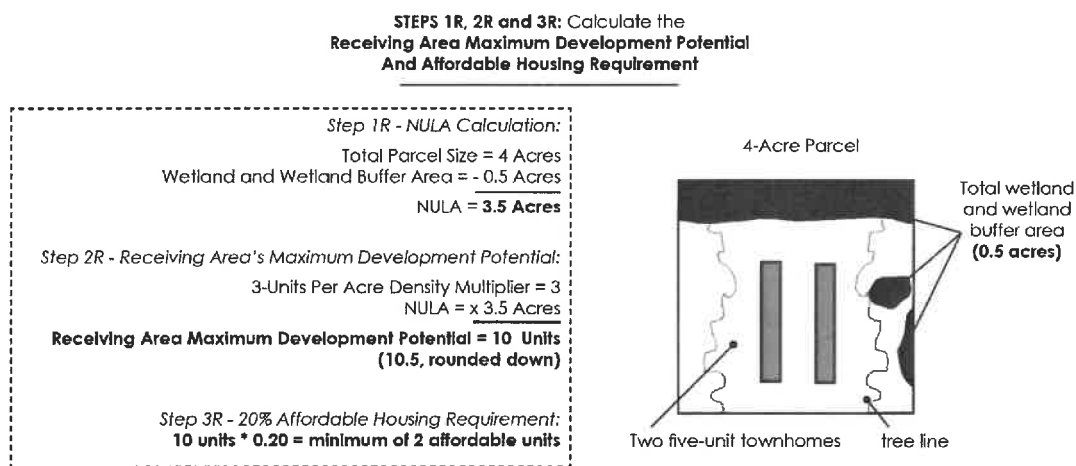 STEPS 1R, 2R and 3R: Calculate the
Receiving Area Maximum Development Potential
And Affordable Housing Requirement
Step 1R - NULA Calculation:
Total Parcel Size = 4 Acres
Wetland and Wetland Buffer Area = - 0.5 Acres
NULA = 3.5 Acres
Step 2R - Receiving Area's Maximum Development Potential:
3-Units Per Acre Density Multiplier = 3
NULA = x 3.5 Acres
Receiving Area Maximum Development Potential = 10 Units
(10.5, rounded down)
Step 3R - 20% Affordable Housing Requirement:
10 units * 0.20 = minimum of 2 affordable units
4-Acre Parcel
Total wetland
and wetland
buffer area
(0.5 acres)
Two five-unit townhomes
tree line